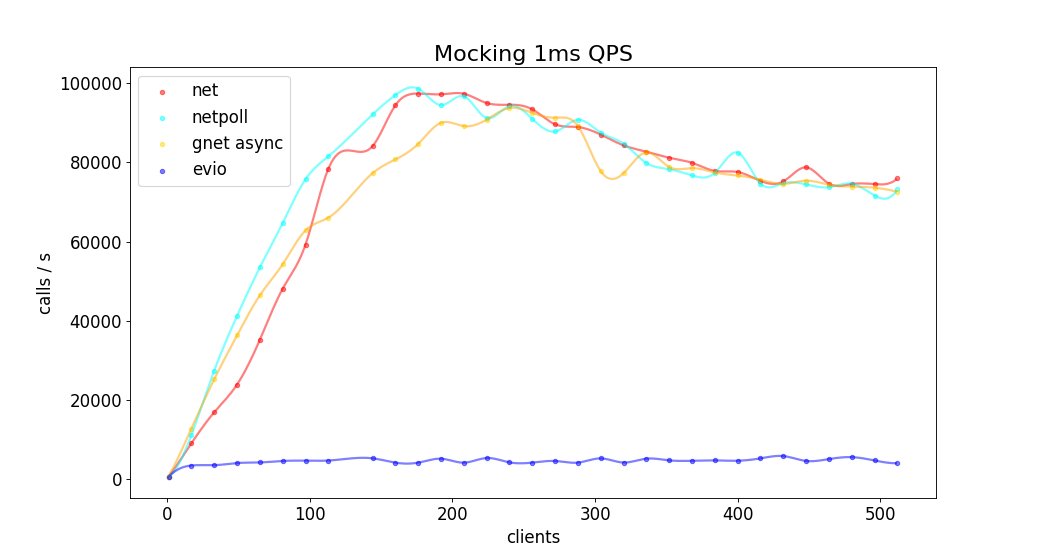 Mocking 1ms QPS
net
netpoll
gnet async
evio
100000
80000
60000
40000
20000
0
calls / s
0 100 200 300 400 500
clients